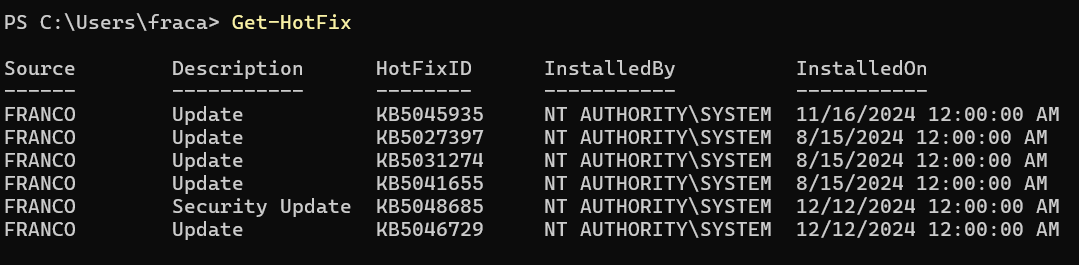 PS C:\Users\fraca> Get-HotFix
Source        Description      HotFixID      InstalledBy          InstalledOn
------        -----------      --------      -----------          -----------
FRANCO        Update           KB5045935     NT AUTHORITY\SYSTEM  11/16/2024 12:00:00 AM
FRANCO        Update           KB5027397     NT AUTHORITY\SYSTEM  8/15/2024 12:00:00 AM
FRANCO        Update           KB5031274     NT AUTHORITY\SYSTEM  8/15/2024 12:00:00 AM
FRANCO        Update           KB5041655     NT AUTHORITY\SYSTEM  8/15/2024 12:00:00 AM
FRANCO        Security Update  KB5048685     NT AUTHORITY\SYSTEM  12/12/2024 12:00:00 AM
FRANCO        Update           KB5046729     NT AUTHORITY\SYSTEM  12/12/2024 12:00:00 AM